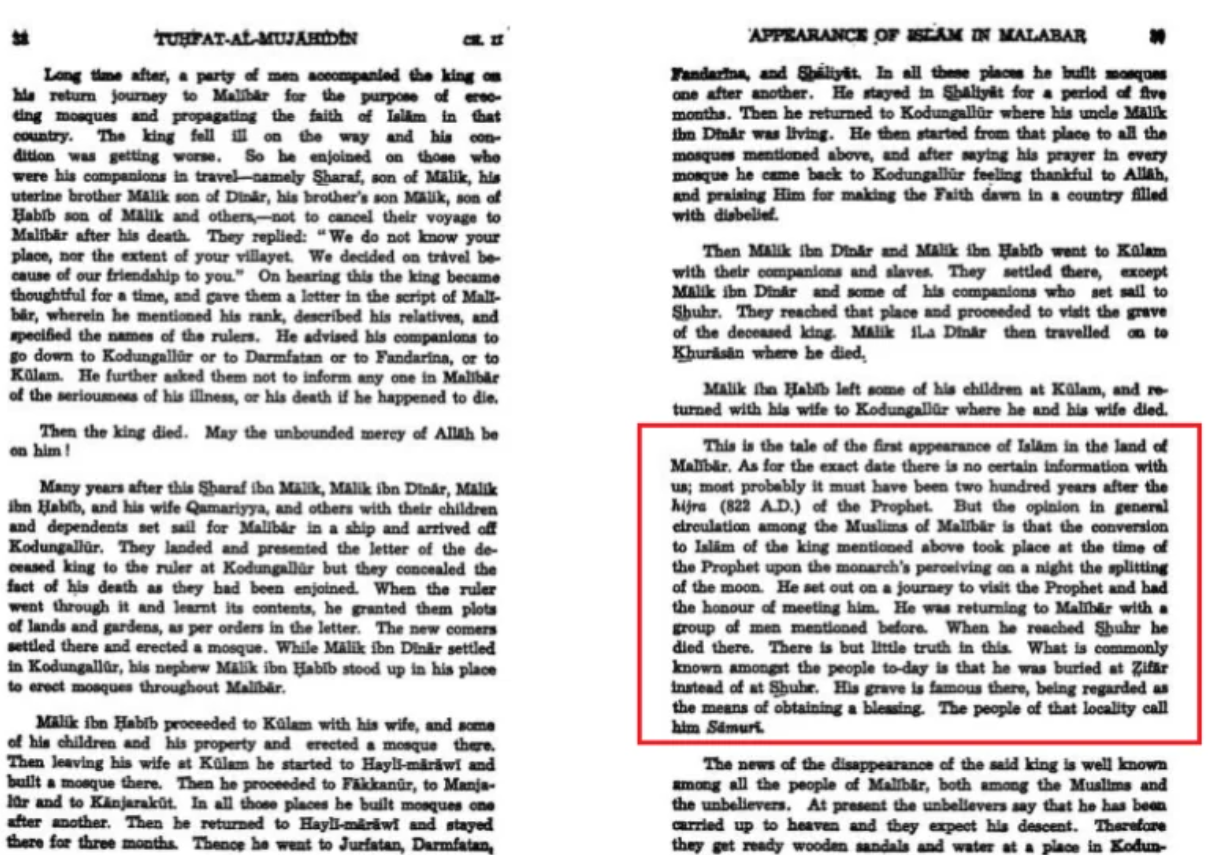 38 TUḤFAT-AL-MUJĀHIDĪN CH. II
Long time after, a party of men accompanied the king on
his return journey to Malībār for the purpose of erec-
ting mosques and propagating the faith of Islām in that
country. The king fell ill on the way and his con-
dition was getting worse. So he enjoined on those who
were his companions in travel—namely Sharaf, son of Mālik, his
uterine brother Mālik son of Dīnār, his brother's son Mālik, son of
Ḥabīb son of Mālik and others,—not to cancel their voyage to
Malībār after his death. They replied: "We do not know your
place, nor the extent of your villayet. We decided on travel be-
cause of our friendship to you." On hearing this the king became
thoughtful for a time, and gave them a letter in the script of Malī-
bār, wherein he mentioned his rank, described his relatives, and
specified the names of the rulers. He advised his companions to
go down to Kodungallūr or to Darmfatan or to Fandarīna, or to
Kūlam. He further asked them not to inform any one in Malībār
of the seriousness of his illness, or his death if he happened to die.
Then the king died. May the unbounded mercy of Allāh be
on him !
Many years after this Sharaf ibn Mālik, Mālik ibn Dīnār, Mālik
ibn Ḥabīb, and his wife Qamariyya, and others with their children
and dependents set sail for Malībār in a ship and arrived off
Kodungallūr. They landed and presented the letter of the de-
ceased king to the ruler at Kodungallūr but they concealed the
fact of his death as they had been enjoined. When the ruler
went through it and learnt its contents, he granted them plots
of lands and gardens, as per orders in the letter. The new comers
settled there and erected a mosque. While Mālik ibn Dīnār settled
in Kodungallūr, his nephew Mālik ibn Ḥabīb stood up in his place
to erect mosques throughout Malībār.
Mālik ibn Ḥabīb proceeded to Kūlam with his wife, and some
of his children and his property and erected a mosque there.
Then leaving his wife at Kūlam he started to Haylī-mārāwī and
built a mosque there. Then he proceeded to Fākkanūr, to Manja-
lūr and to Kānjarakūt. In all those places he built mosques one
after another. Then he returned to Haylī-mārāwī and stayed
there for three months. Thence he went to Jurfatan, Darmfatan,
APPEARANCE OF ISLĀM IN MALABAR 39
Fandarīna, and Shāliyāt. In all these places he built mosques
one after another. He stayed in Shāliyāt for a period of five
months. Then he returned to Kodungallūr where his uncle Mālik
ibn Dīnār was living. He then started from that place to all the
mosques mentioned above, and after saying his prayer in every
mosque he came back to Kodungallūr feeling thankful to Allāh,
and praising Him for making the Faith dawn in a country filled
with disbelief.
Then Mālik ibn Dīnār and Mālik ibn Ḥabīb went to Kūlam
with their companions and slaves. They settled there, except
Mālik ibn Dīnār and some of his companions who set sail to
Shuhr. They reached that place and proceeded to visit the grave
of the deceased king. Mālik Dīnār then travelled on to
Khurāsān where he died.
Mālik ibn Ḥabīb left some of his children at Kūlam, and re-
turned with his wife to Kodungallūr where he and his wife died.
This is the tale of the first appearance of Islām in the land of
Malībār. As for the exact date there is no certain information with
us; most probably it must have been two hundred years after the
hijra (822 A.D.) of the Prophet. But the opinion in general
circulation among the Muslims of Malībār is that the conversion
to Islām of the king mentioned above took place at the time of
the Prophet upon the monarch's perceiving on a night the splitting
of the moon. He set out on a journey to visit the Prophet and had
the honour of meeting him. He was returning to Malībār with a
group of men mentioned before. When he reached Shuhr he
died there. There is but little truth in this. What is commonly
known amongst the people to-day is that he was buried at Ẓifār
instead of at Shuhr. His grave is famous there, being regarded as
the means of obtaining a blessing. The people of that locality call
him Sāmurī.
The news of the disappearance of the said king is well known
among all the people of Malībār, both among the Muslims and
the unbelievers. At present the unbelievers say that he has been
carried up to heaven and they expect his descent. Therefore
they get ready wooden sandals and water at a place in Kodun-